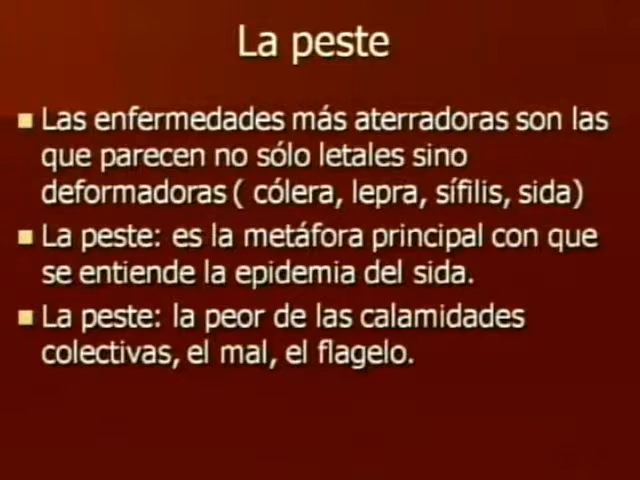 La peste
Las enfermedades más aterradoras son las
que parecen no sólo letales sino
deformadoras ( cólera, lepra, sífilis, sida)
La peste: es la metáfora principal con que
se entiende la epidemia del sida.
La peste: la peor de las calamidades
colectivas, el mal, el flagelo.